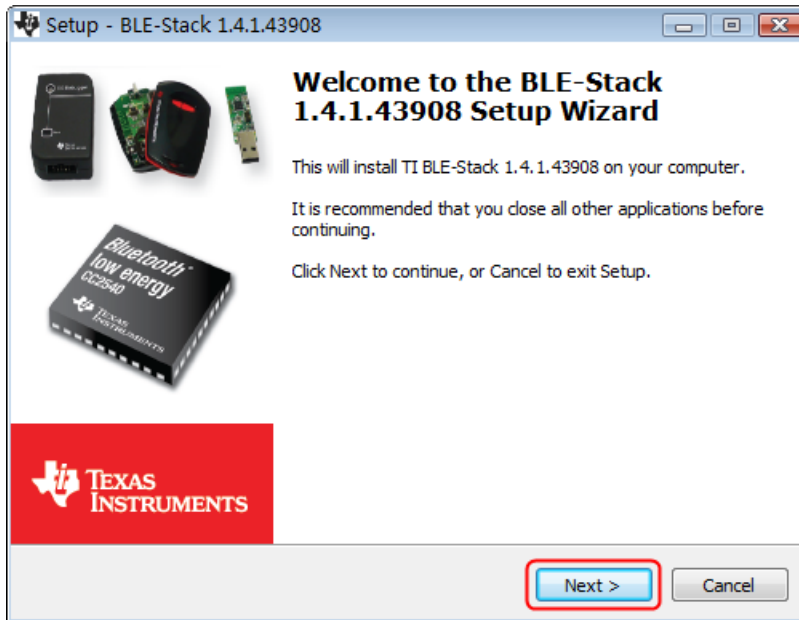 Setup - BLE-Stack 1.4.1.43908
Welcome to the BLE-Stack
1.4.1.43908 Setup Wizard
This will install TI BLE-Stack 1.4.1.43908 on your computer.
It is recommended that you close all other applications before
continuing.
Click Next to continue, or Cancel to exit Setup.
Bluetooth®
low energy
CC2540
TEXAS
INSTRUMENTS
TEXAS
INSTRUMENTS
Next >
Cancel